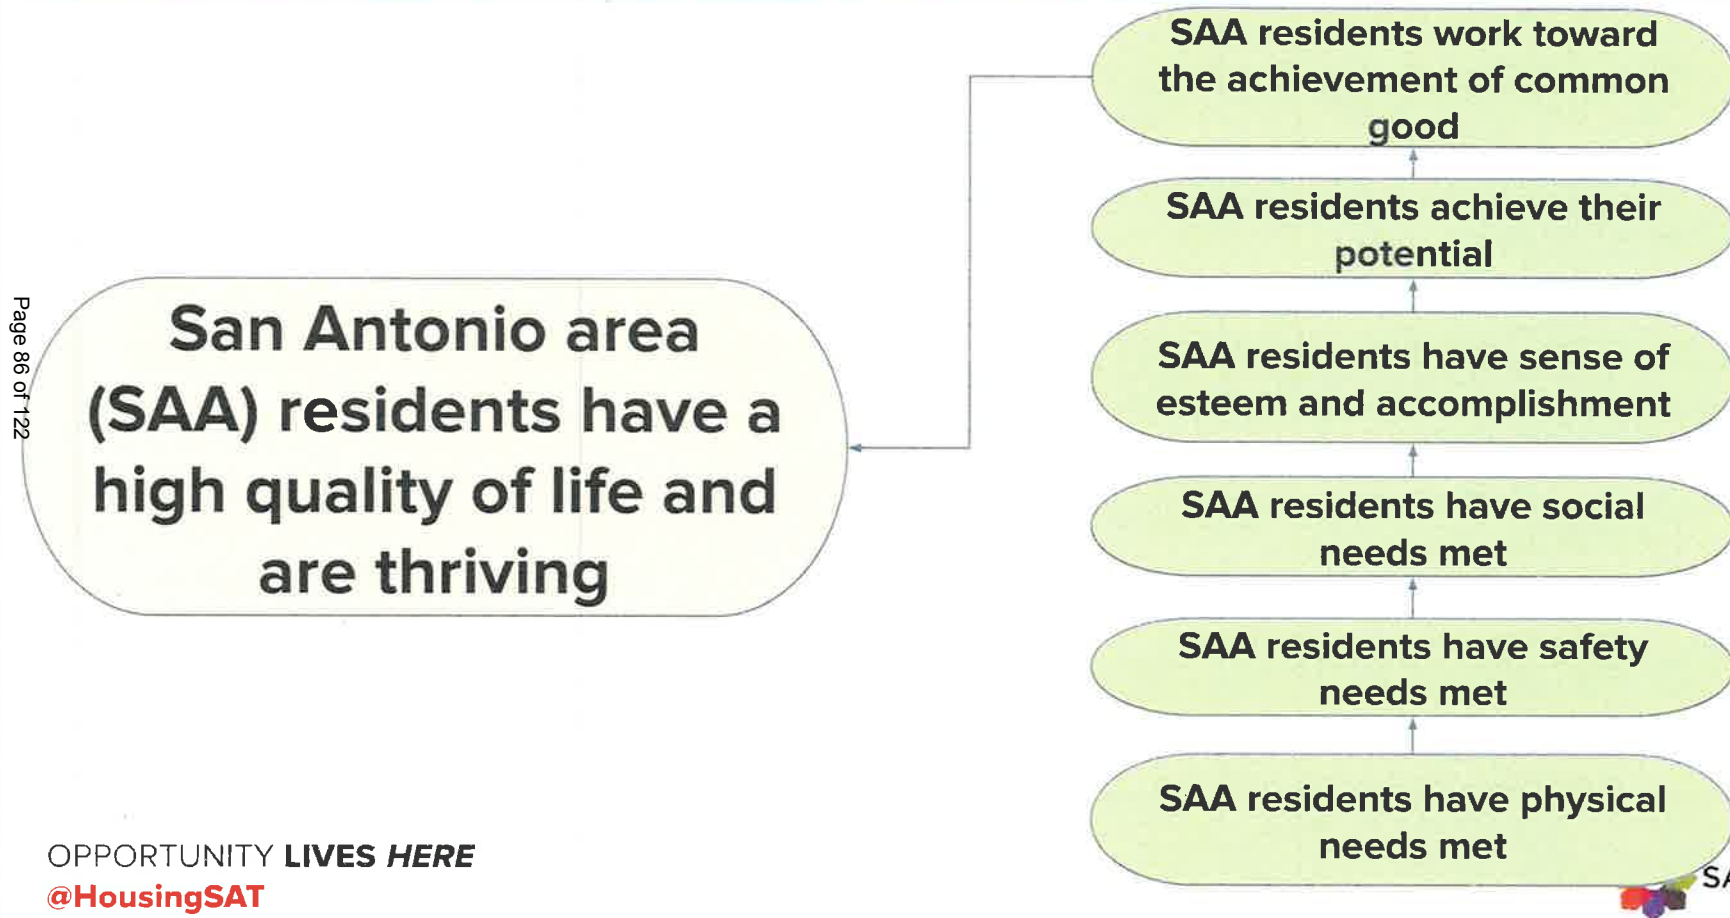 SAA residents work toward
the achievement of common
good
SAA residents achieve their
potential
SAA residents have sense of
esteem and accomplishment
SAA residents have social
needs met
SAA residents have safety
needs met
SAA residents have physical
needs met
San Antonio area
(SAA) residents have a
high quality of life and
are thriving
Page 86 of 122
OPPORTUNITY LIVES HERE
@HousingSAT